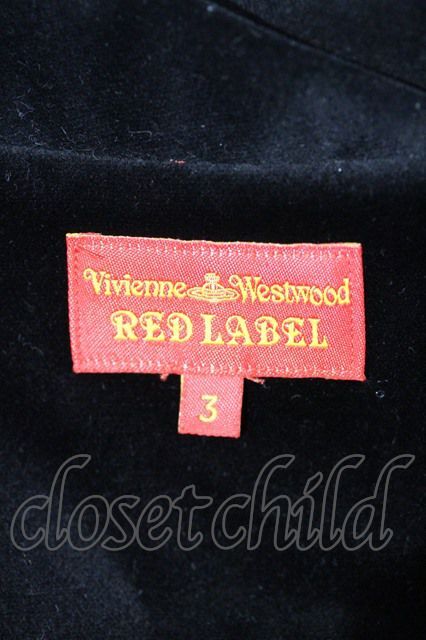 Vivienne Westwood
RED LABEL
3
closetchild